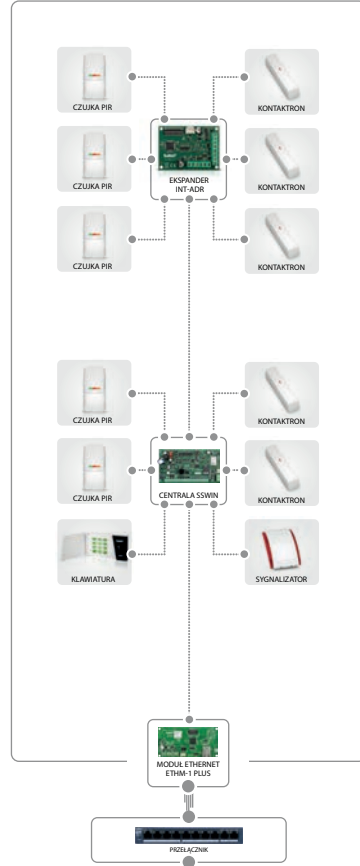 CZUJKA PIR
KONTAKTRON
CZUJKA PIR
EKSPANDER
INT-ADR
KONTAKTRON
CZUJKA PIR
KONTAKTRON
CZUJKA PIR
KONTAKTRON
CZUJKA PIR
CENTRALA SSWIN
KONTAKTRON
KLAWIATURA
SYGNALIZATOR
MODUŁ ETHERNET
ETHM-1 PLUS
PRZEŁĄCZNIK